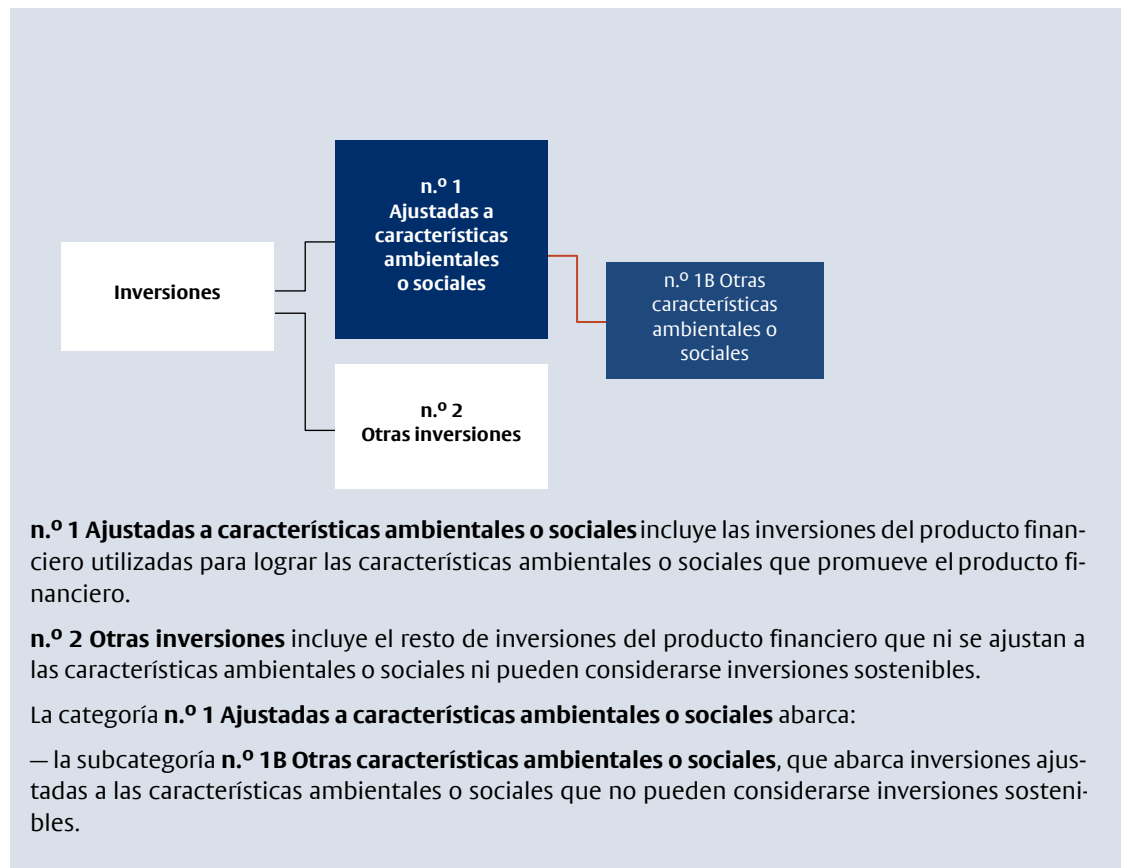 n.º 1
Ajustadas a
características
ambientales
o sociales
Inversiones
n.º 1B Otras
características
ambientales o
sociales
n.º 2
Otras inversiones
n.º 1 Ajustadas a características ambientales o sociales incluye las inversiones del producto finan-
ciero utilizadas para lograr las características ambientales o sociales que promueve el producto fi-
nanciero.
n.º 2 Otras inversiones incluye el resto de inversiones del producto financiero que ni se ajustan a
las características ambientales o sociales ni pueden considerarse inversiones sostenibles.
La categoría n.º 1 Ajustadas a características ambientales o sociales abarca:
— la subcategoría n.º 1B Otras características ambientales o sociales, que abarca inversiones ajus-
tadas a las características ambientales o sociales que no pueden considerarse inversiones sosteni-
bles.